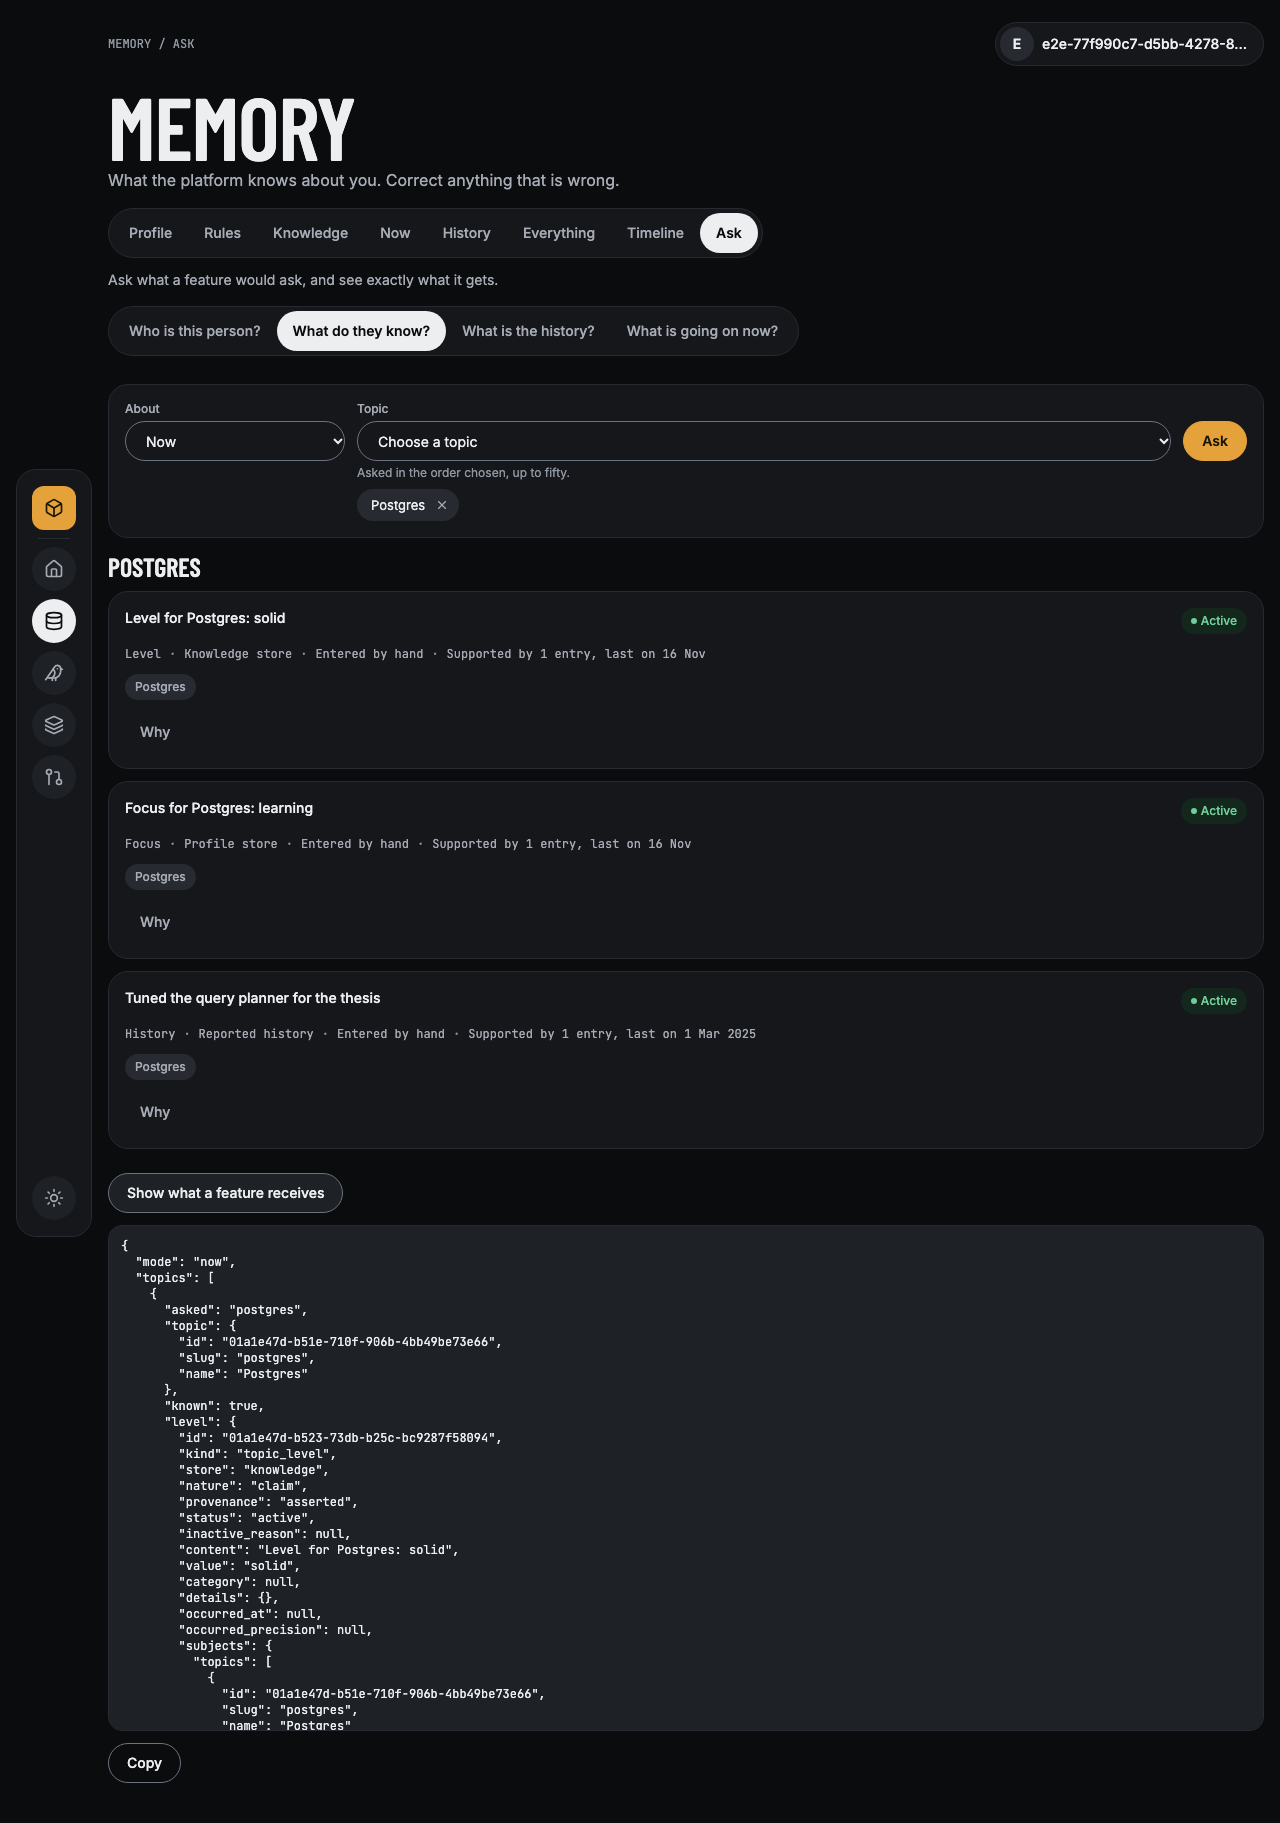 MEMORY / ASK
E
e2e-77f990c7-d5bb-4278-8...
MEMORY
What the platform knows about you. Correct anything that is wrong.
Profile Rules Knowledge Now History Everything Timeline Ask
Ask what a feature would ask, and see exactly what it gets.
Who is this person? What do they know? What is the history? What is going on now?
About
Now
Topic
Choose a topic
Ask
Asked in the order chosen, up to fifty.
Postgres ×
POSTGRES
Level for Postgres: solid
Active
Level · Knowledge store · Entered by hand · Supported by 1 entry, last on 16 Nov
Postgres
Why
Focus for Postgres: learning
Active
Focus · Profile store · Entered by hand · Supported by 1 entry, last on 16 Nov
Postgres
Why
Tuned the query planner for the thesis
Active
History · Reported history · Entered by hand · Supported by 1 entry, last on 1 Mar 2025
Postgres
Why
Show what a feature receives
{
  "mode": "now",
  "topics": [
    {
      "asked": "postgres",
      "topic": {
        "id": "01a1e47d-b51e-710f-906b-4bb49be73e66",
        "slug": "postgres",
        "name": "Postgres"
      },
      "known": true,
      "level": {
        "id": "01a1e47d-b523-73db-b25c-bc9287f58094",
        "kind": "topic_level",
        "store": "knowledge",
        "nature": "claim",
        "provenance": "asserted",
        "status": "active",
        "inactive_reason": null,
        "content": "Level for Postgres: solid",
        "value": "solid",
        "category": null,
        "details": {},
        "occurred_at": null,
        "occurred_precision": null,
        "subjects": {
          "topics": [
            {
              "id": "01a1e47d-b51e-710f-906b-4bb49be73e66",
              "slug": "postgres",
              "name": "Postgres"
Copy